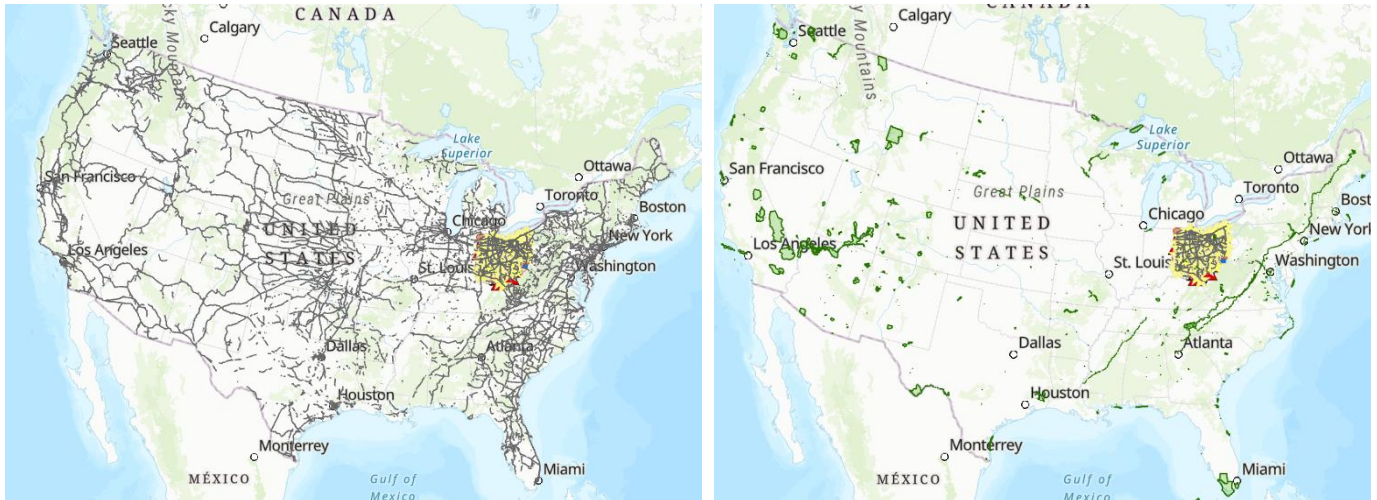 CANADA
Calgary
Seattle
Lake
Superior
Ottawa
Toronto
San Francisco
Great Plains
Chicago
Boston
New York
UNITED
STATES
Los Angeles
St. Louis
Washington
Dallas
Atlanta
Houston
Monterrey
Miami
MÉXICO
Gulf of
Mexico
CANADA
Calgary
Seattle
Mountains
Lake
Superior
Ottawa
Toronto
San Francisco
Great Plains
Chicago
Bost
New York
UNITED
STATES
Los Angeles
St. Louis
Washington
Dallas
Atlanta
Houston
Monterrey
Miami
MÉXICO
Gulf of
Mexico